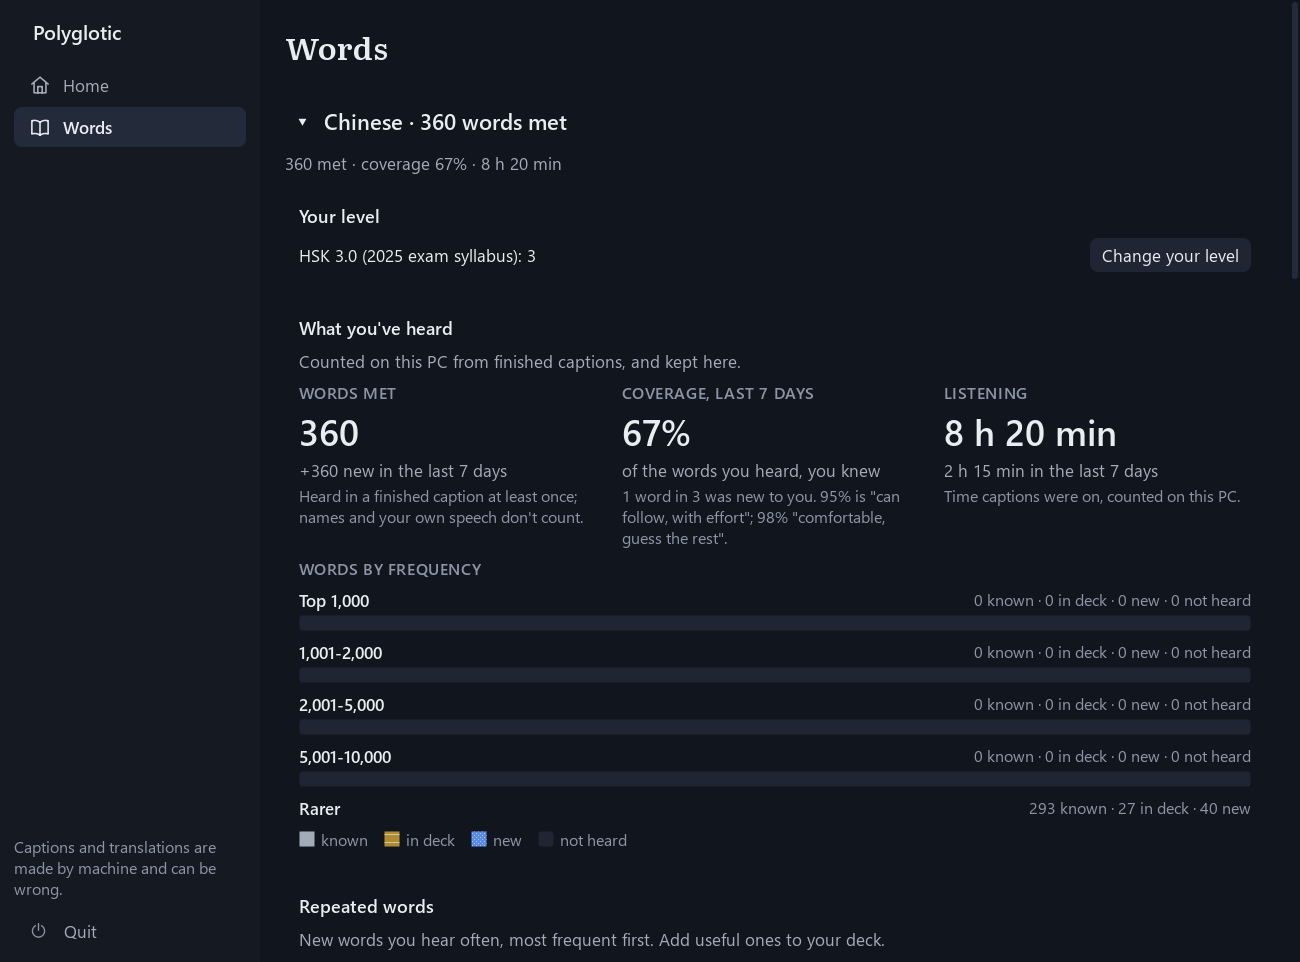 Polyglotic
Home
Words
Captions and translations are
made by machine and can be
wrong.
Quit
Words
Chinese · 360 words met
360 met · coverage 67% · 8 h 20 min
Your level
HSK 3.0 (2025 exam syllabus): 3
Change your level
What you've heard
Counted on this PC from finished captions, and kept here.
WORDS MET
360
+360 new in the last 7 days
Heard in a finished caption at least once;
names and your own speech don't count.
COVERAGE, LAST 7 DAYS
67%
of the words you heard, you knew
1 word in 3 was new to you. 95% is "can
follow, with effort"; 98% "comfortable,
guess the rest".
LISTENING
8 h 20 min
2 h 15 min in the last 7 days
Time captions were on, counted on this PC.
WORDS BY FREQUENCY
Top 1,000 0 known · 0 in deck · 0 new · 0 not heard
1,001-2,000 0 known · 0 in deck · 0 new · 0 not heard
2,001-5,000 0 known · 0 in deck · 0 new · 0 not heard
5,001-10,000 0 known · 0 in deck · 0 new · 0 not heard
Rarer 293 known · 27 in deck · 40 new
known in deck new not heard
Repeated words
New words you hear often, most frequent first. Add useful ones to your deck.